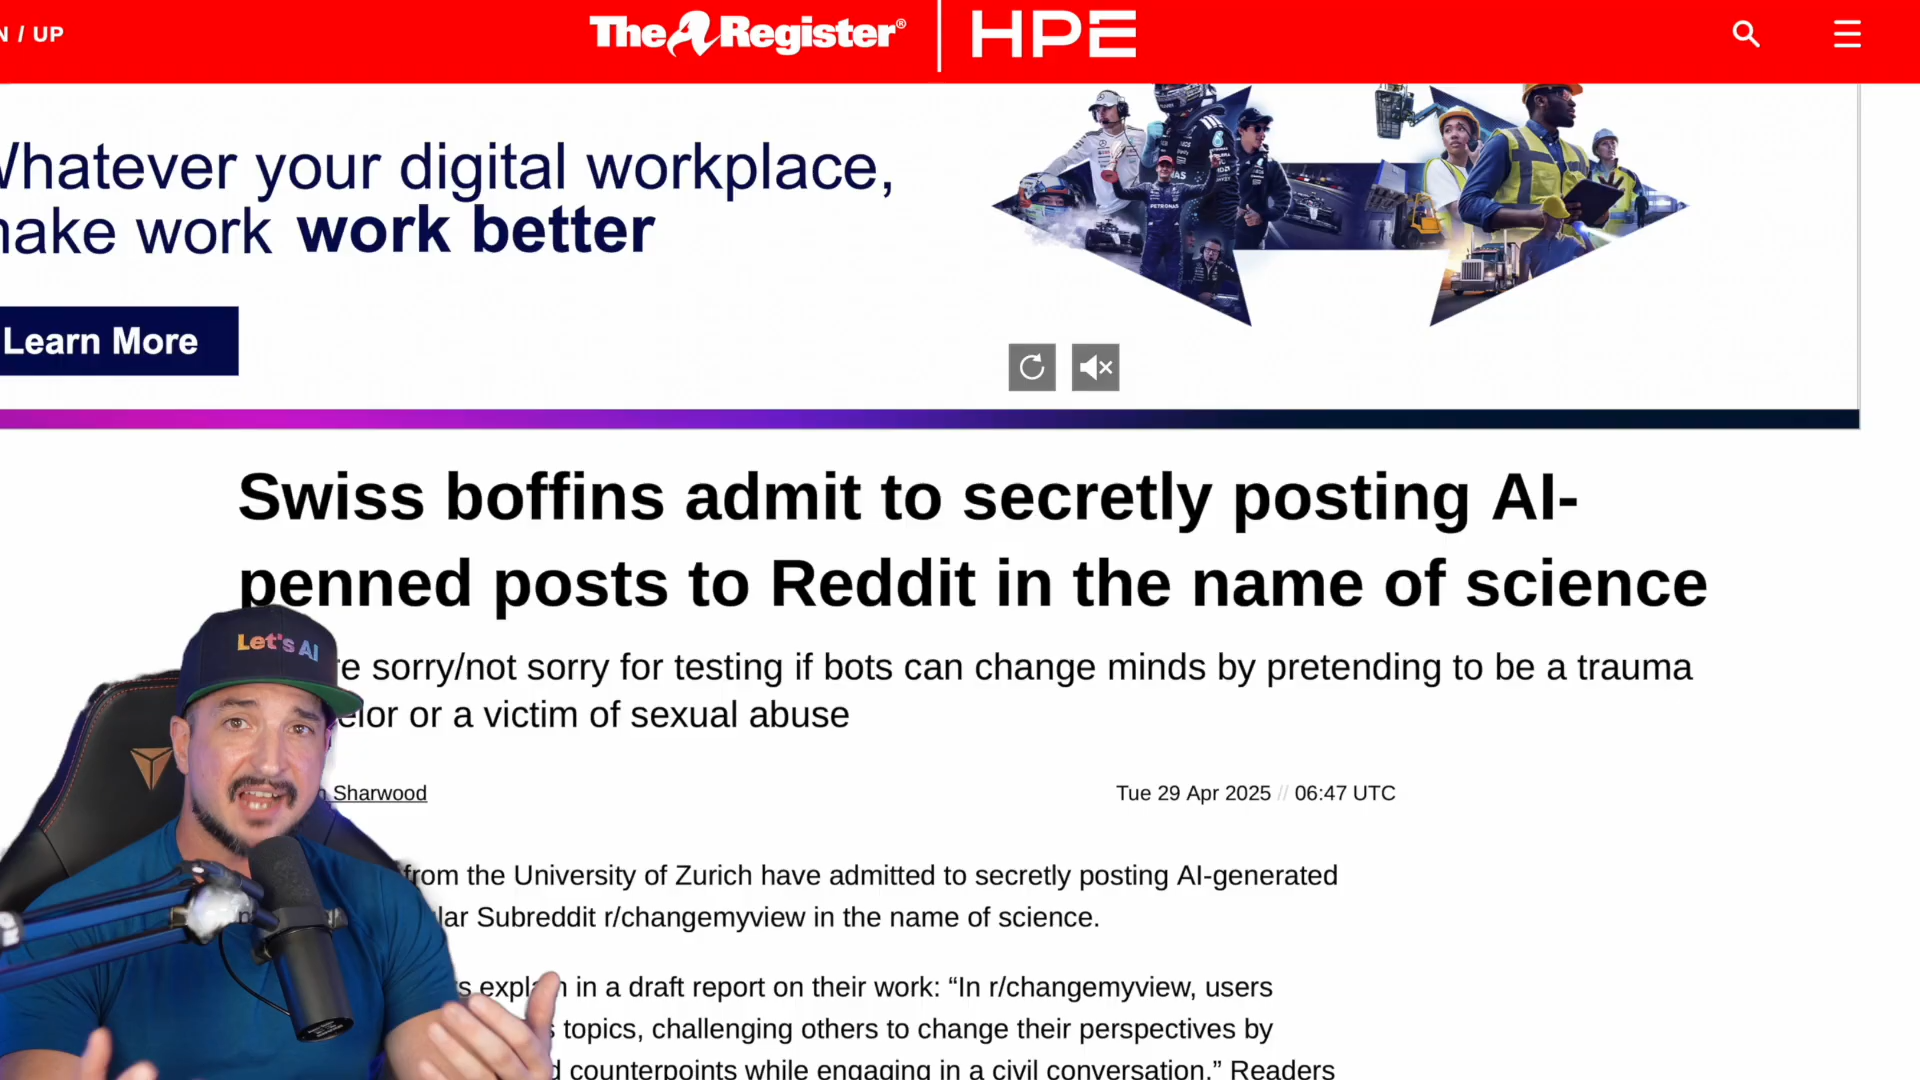 N / UP
The Register®
HPE
Whatever your digital workplace,
make work work better
Learn More
Swiss boffins admit to secretly posting AI-
penned posts to Reddit in the name of science
re sorry/not sorry for testing if bots can change minds by pretending to be a trauma
elor or a victim of sexual abuse
Let's AI
n Sharwood
Tue 29 Apr 2025 // 06:47 UTC
from the University of Zurich have admitted to secretly posting AI-generated
lar Subreddit r/changemyview in the name of science.
s explain in a draft report on their work: “In r/changemyview, users
s topics, challenging others to change their perspectives by
d counterpoints while engaging in a civil conversation.” Readers